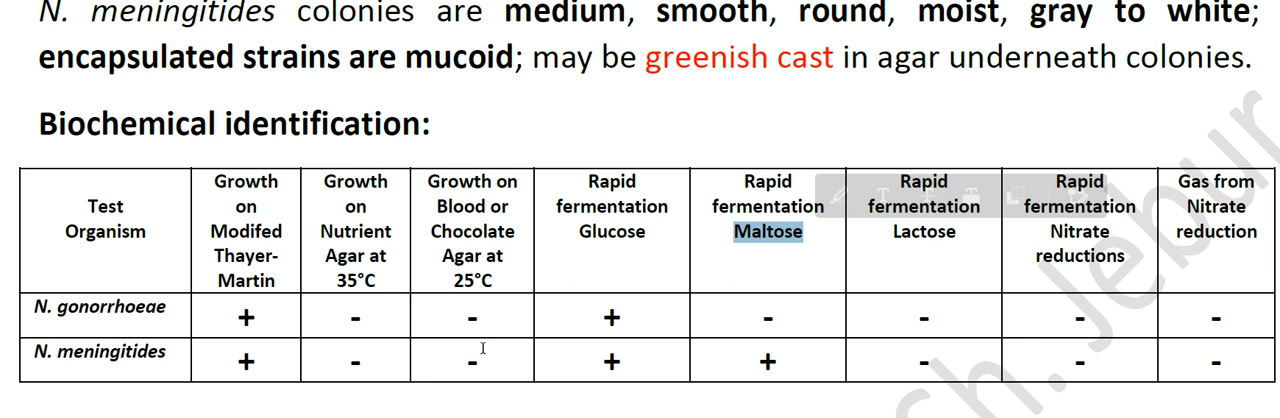 N. meningitides colonies are medium, smooth, round, moist, gray to white;
encapsulated strains are mucoid; may be greenish cast in agar underneath colonies.
Biochemical identification:
Test Organism | Growth on Modifed Thayer-Martin | Growth on Nutrient Agar at 35°C | Growth on Blood or Chocolate Agar at 25°C | Rapid fermentation Glucose | Rapid fermentation Maltose | Rapid fermentation Lactose | Rapid fermentation Nitrate reductions | Gas from Nitrate reduction
N. gonorrhoeae | + | - | - | + | - | - | - | -
N. meningitides | + | - | - | + | + | - | - | -
sh. Jebur